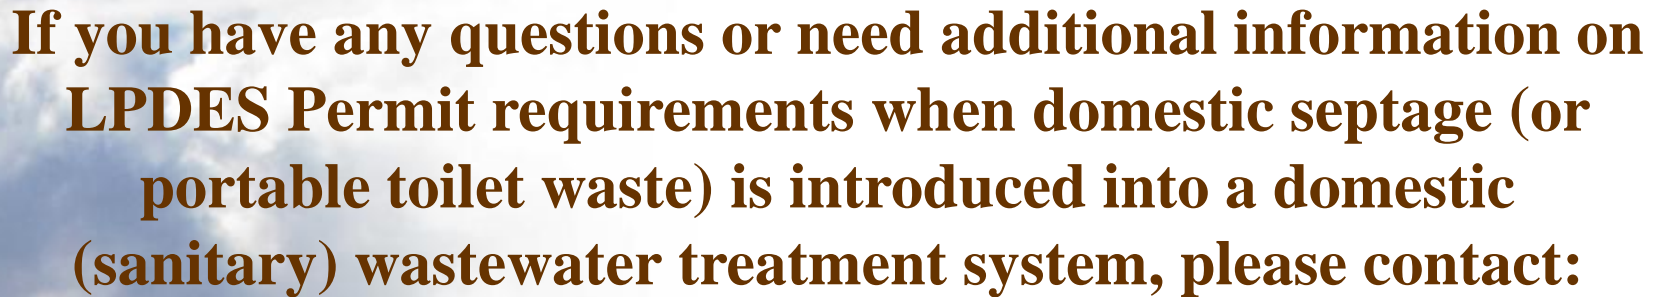 If you have any questions or need additional information on
LPDES Permit requirements when domestic septage (or
portable toilet waste) is introduced into a domestic
(sanitary) wastewater treatment system, please contact: